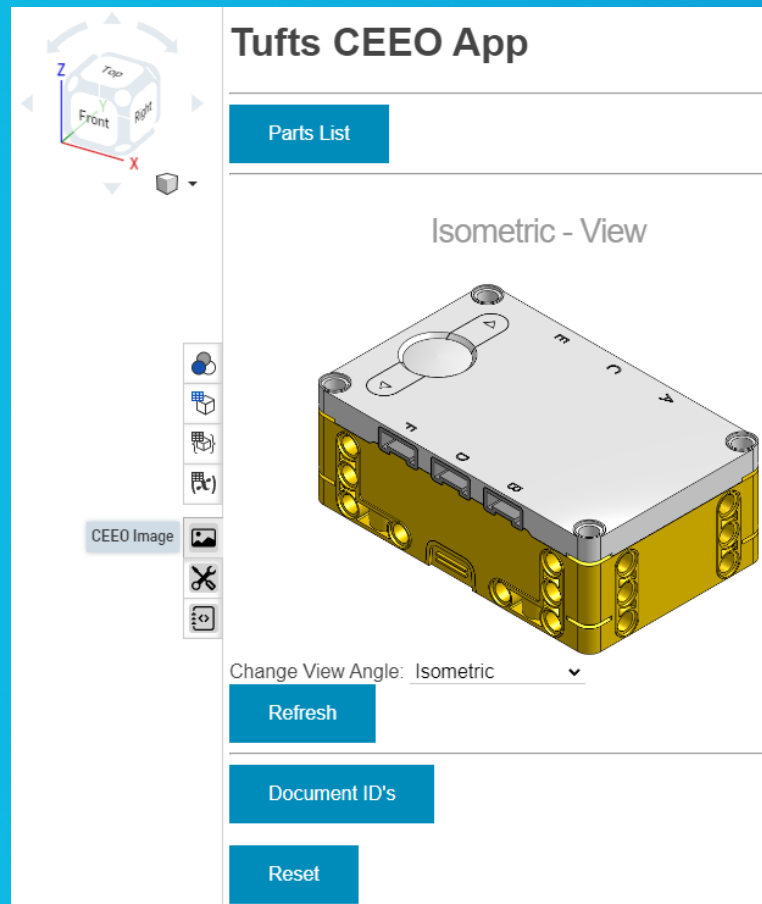 Tufts CEEO App
Z
Top
Y
Front
Right
X
Parts List
Isometric - View
E
C
A
F
D
B
(x)
CEEO Image
Change View Angle: Isometric
Refresh
Document ID's
Reset